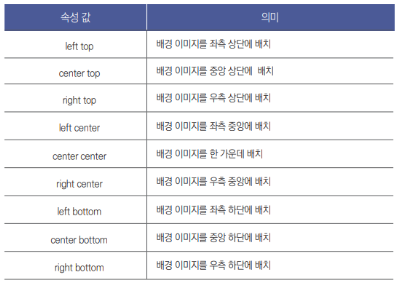 속성 값 의미
left top 배경 이미지를 좌측 상단에 배치
center top 배경 이미지를 중앙 상단에 배치
right top 배경 이미지를 우측 상단에 배치
left center 배경 이미지를 좌측 중앙에 배치
center center 배경 이미지를 한 가운데 배치
right center 배경 이미지를 우측 중앙에 배치
left bottom 배경 이미지를 좌측 하단에 배치
center bottom 배경 이미지를 중앙 하단에 배치
right bottom 배경 이미지를 우측 하단에 배치